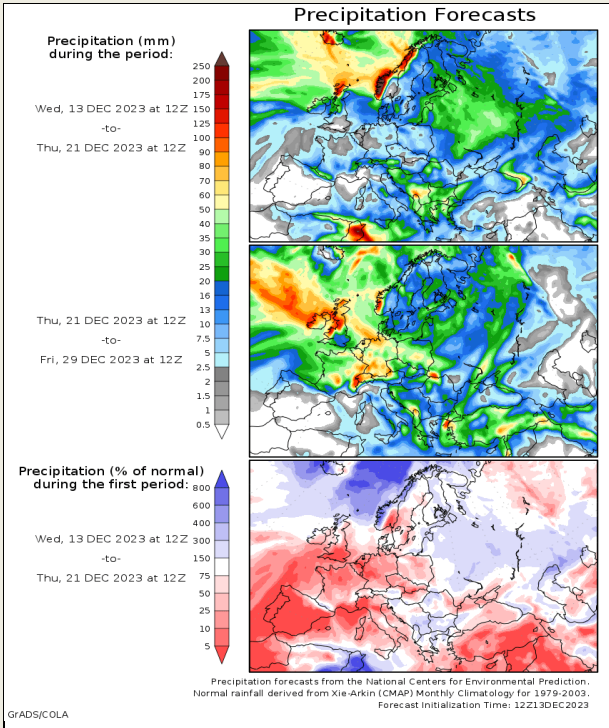 Precipitation Forecasts
Precipitation (mm)
during the period:
Wed, 13 DEC 2023 at 12Z
-to-
Thu, 21 DEC 2023 at 12Z
Thu, 21 DEC 2023 at 12Z
-to-
Fri, 29 DEC 2023 at 12Z
250
200
175
150
125
100
90
80
70
60
50
40
35
30
25
20
16
13
10
7.5
5
2.5
2
1.5
1
0.5
Precipitation (% of normal)
during the first period:
Wed, 13 DEC 2023 at 12Z
-to-
Thu, 21 DEC 2023 at 12Z
800
600
400
300
150
75
50
25
10
5
Precipitation forecasts from the National Centers for Environmental Prediction.
Normal rainfall derived from Xie-Arkin (CMAP) Monthly Climatology for 1979-2003.
Forecast Initialization Time: 12Z13DEC2023
GrADS/COLA